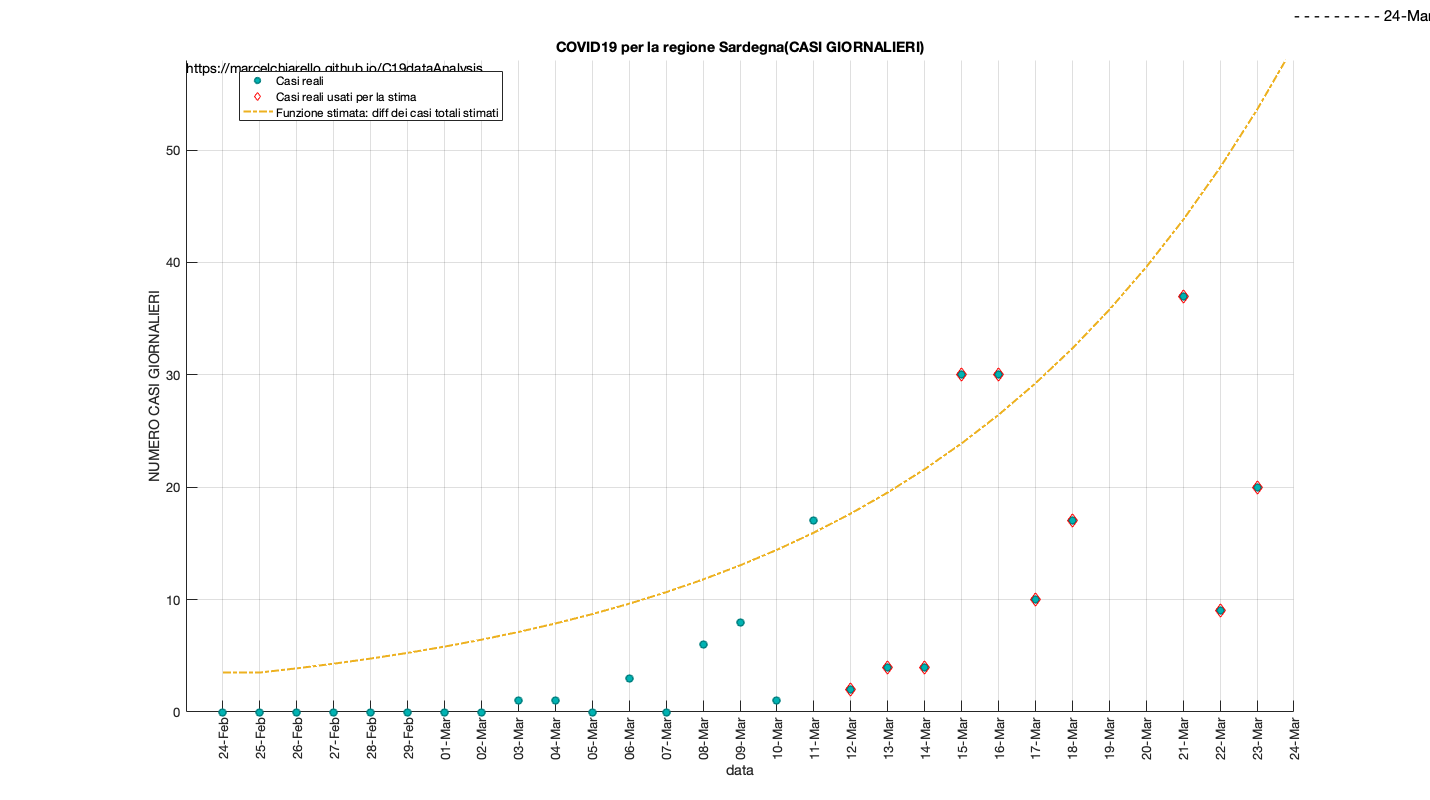 --------- 24-Mar
COVID19 per la regione Sardegna(CASI GIORNALIERI)
https://marcelchiarello.github.io/C19dataAnalysis
Casi reali
Casi reali usati per la stima
Funzione stimata: diff dei casi totali stimati
NUMERO CASI GIORNALIERI
50
40
30
20
10
0
24-Feb
25-Feb
26-Feb
27-Feb
28-Feb
29-Feb
01-Mar
02-Mar
03-Mar
04-Mar
05-Mar
06-Mar
07-Mar
08-Mar
09-Mar
10-Mar
11-Mar
12-Mar
13-Mar
14-Mar
15-Mar
16-Mar
17-Mar
18-Mar
19-Mar
20-Mar
21-Mar
22-Mar
23-Mar
24-Mar
data